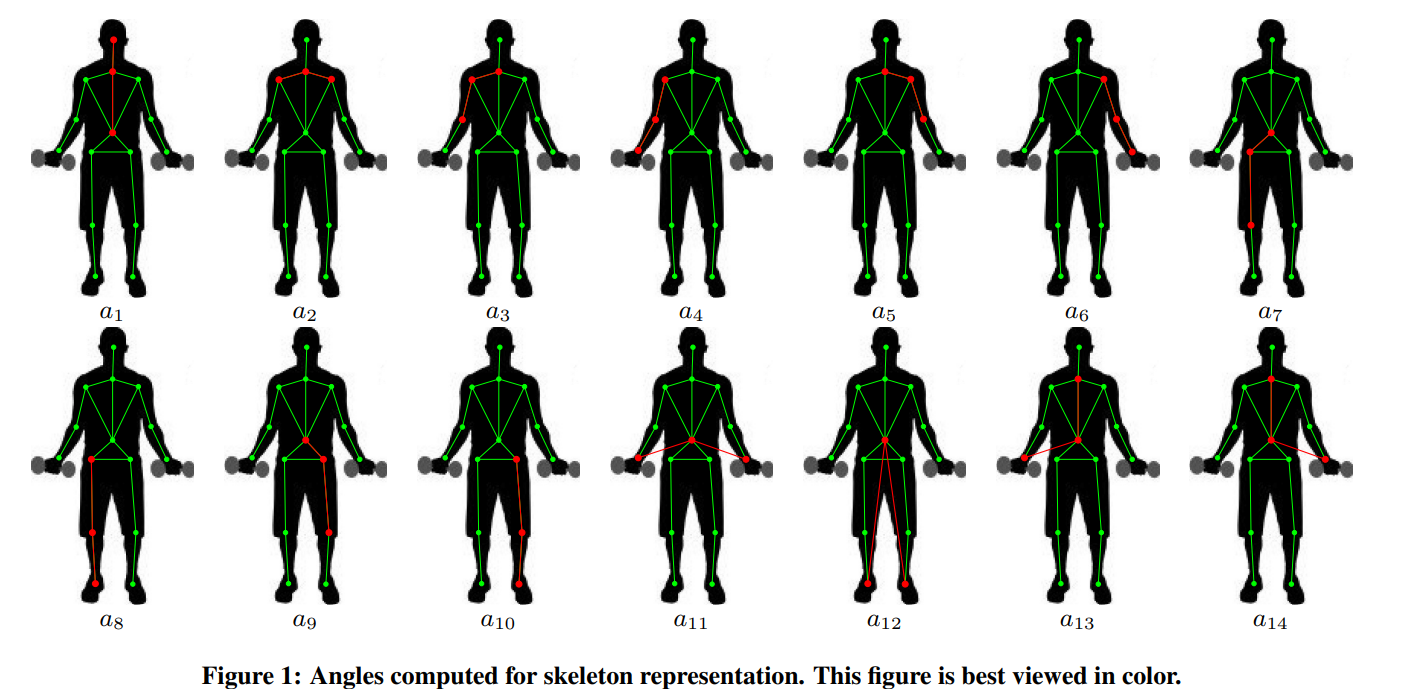 a1 a2 a3 a4 a5 a6 a7
a8 a9 a10 a11 a12 a13 a14
Figure 1: Angles computed for skeleton representation. This figure is best viewed in color.